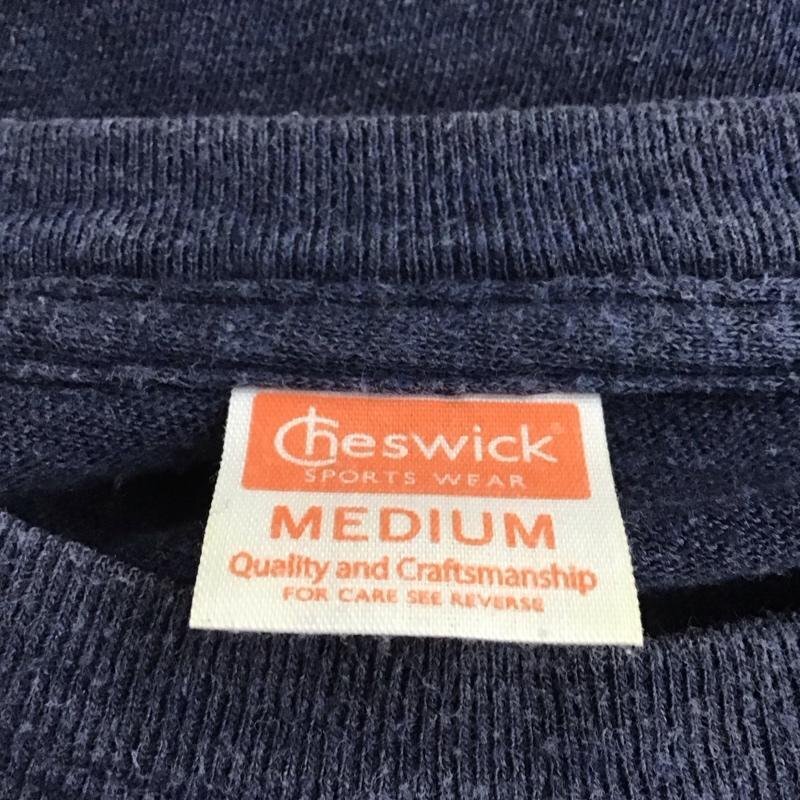 Cheswick®
SPORTS WEAR
MEDIUM
Quality and Craftsmanship
FOR CARE SEE REVERSE